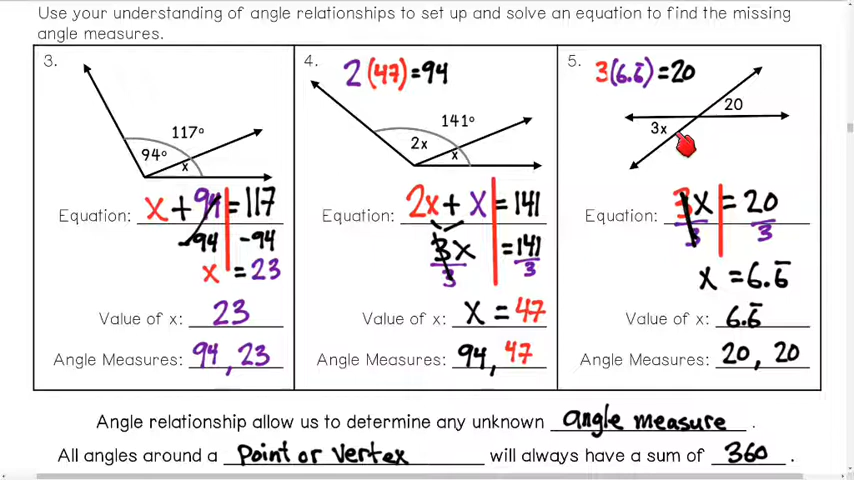 Use your understanding of angle relationships to set up and solve an equation to find the missing
angle measures.
3.
117°
94°
x
Equation: x + 94 = 117
-94 -94
x = 23
Value of x: 23
Angle Measures: 94, 23
4.
2(47)=94
141°
2x
x
Equation: 2x + x = 141
3x = 141
3 3
Value of x: x = 47
Angle Measures: 94, 47
5.
3(6.6̅)=20
20
3x
Equation: 3x = 20
3 3
x = 6.6̅
Value of x: 6.6̅
Angle Measures: 20, 20
Angle relationship allow us to determine any unknown angle measure.
All angles around a point or vertex will always have a sum of 360.